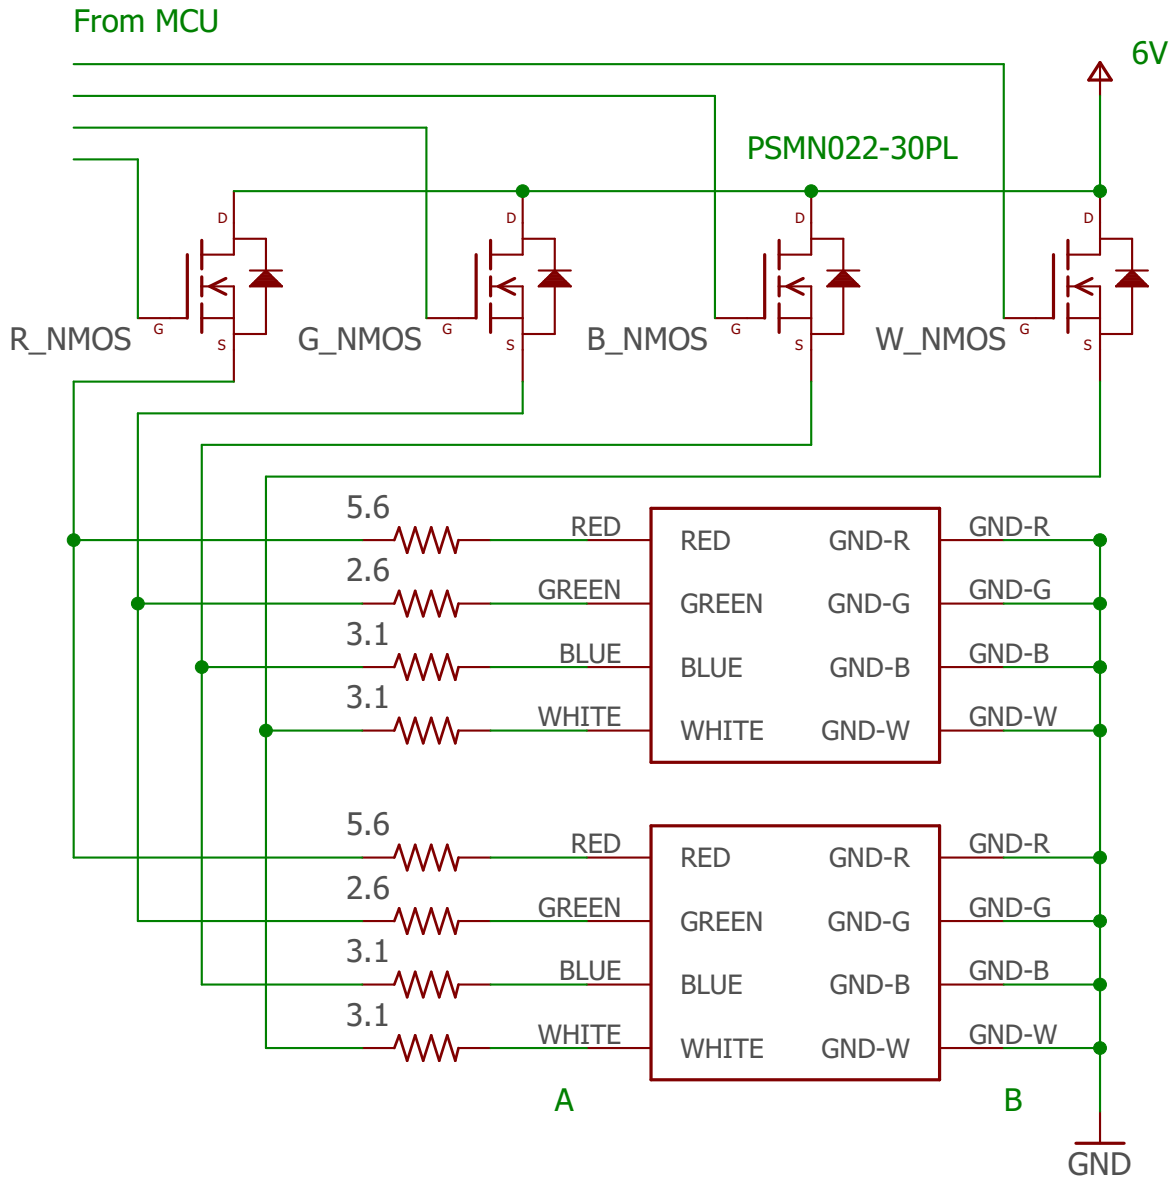 From MCU
6V
PSMN022-30PL
D
D
D
D
G
G
G
G
R_NMOS
G_NMOS
B_NMOS
W_NMOS
S
S
S
S
5.6
RED
RED
GND-R
GND-R
2.6
GREEN
GREEN
GND-G
GND-G
3.1
BLUE
BLUE
GND-B
GND-B
3.1
WHITE
WHITE
GND-W
GND-W
5.6
RED
RED
GND-R
GND-R
2.6
GREEN
GREEN
GND-G
GND-G
3.1
BLUE
BLUE
GND-B
GND-B
3.1
WHITE
WHITE
GND-W
GND-W
A
B
GND